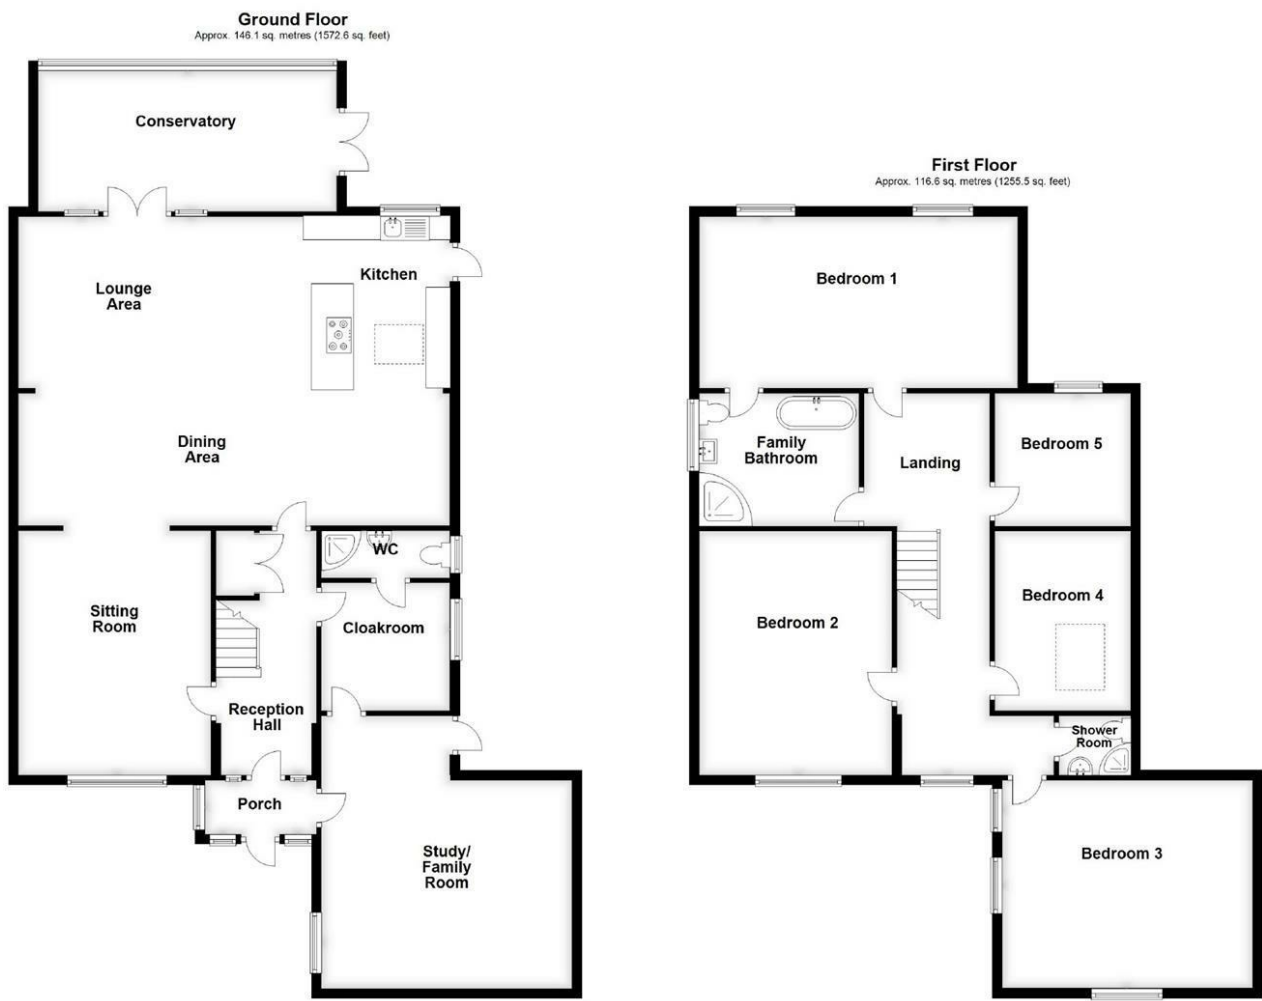 Ground Floor
Approx. 146.1 sq. metres (1572.6 sq. feet)
Conservatory
Lounge
Area
Kitchen
Dining
Area
WC
Sitting
Room
Cloakroom
Reception
Hall
Porch
Study/
Family
Room
First Floor
Approx. 116.6 sq. metres (1255.5 sq. feet)
Bedroom 1
Family
Bathroom
Landing
Bedroom 5
Bedroom 2
Bedroom 4
Shower
Room
Bedroom 3